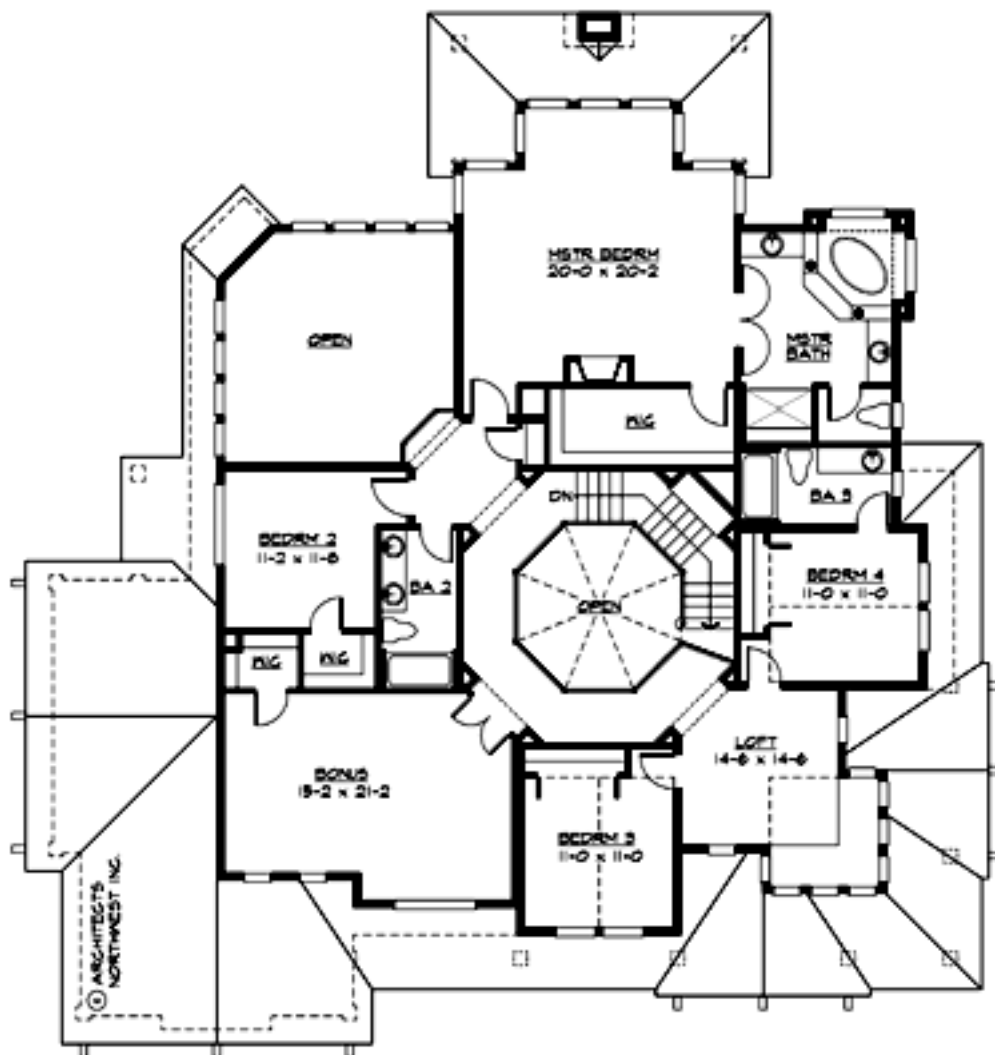 MSTR BEDRM
20-0 x 20-2
OPEN
MSTR
BATH
WIC
DN
BA 3
BEDRM 2
11-2 x 11-8
BA 2
OPEN
BEDRM 4
11-0 x 11-0
WIC
WIC
BONUS
19-2 x 21-2
LOFT
14-6 x 14-6
BEDRM 3
11-0 x 11-0
© ARCHITECTS
NORTHWEST INC.